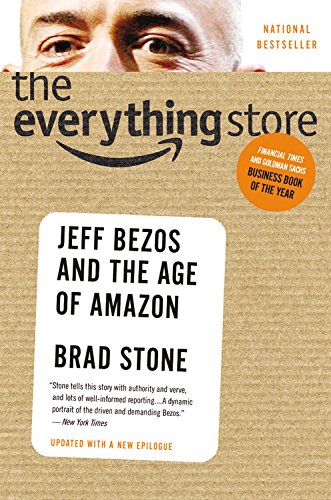 NATIONAL
BESTSELLER
the
everything store
FINANCIAL TIMES
AND GOLDMAN SACHS
BUSINESS BOOK
OF THE YEAR
JEFF BEZOS
AND THE AGE
OF AMAZON
BRAD STONE
"Stone tells this story with authority and verve,
and lots of well-informed reporting....A dynamic
portrait of the driven and demanding Bezos."
— New York Times
UPDATED WITH A NEW EPILOGUE